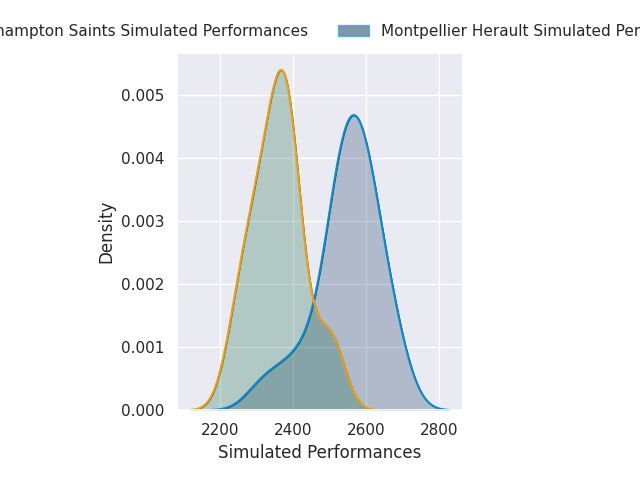 hampton Saints Simulated Performances
Montpellier Herault Simulated Per
0.005
0.004
0.003
0.002
0.001
0.000
Density
2200 2400 2600 2800
Simulated Performances